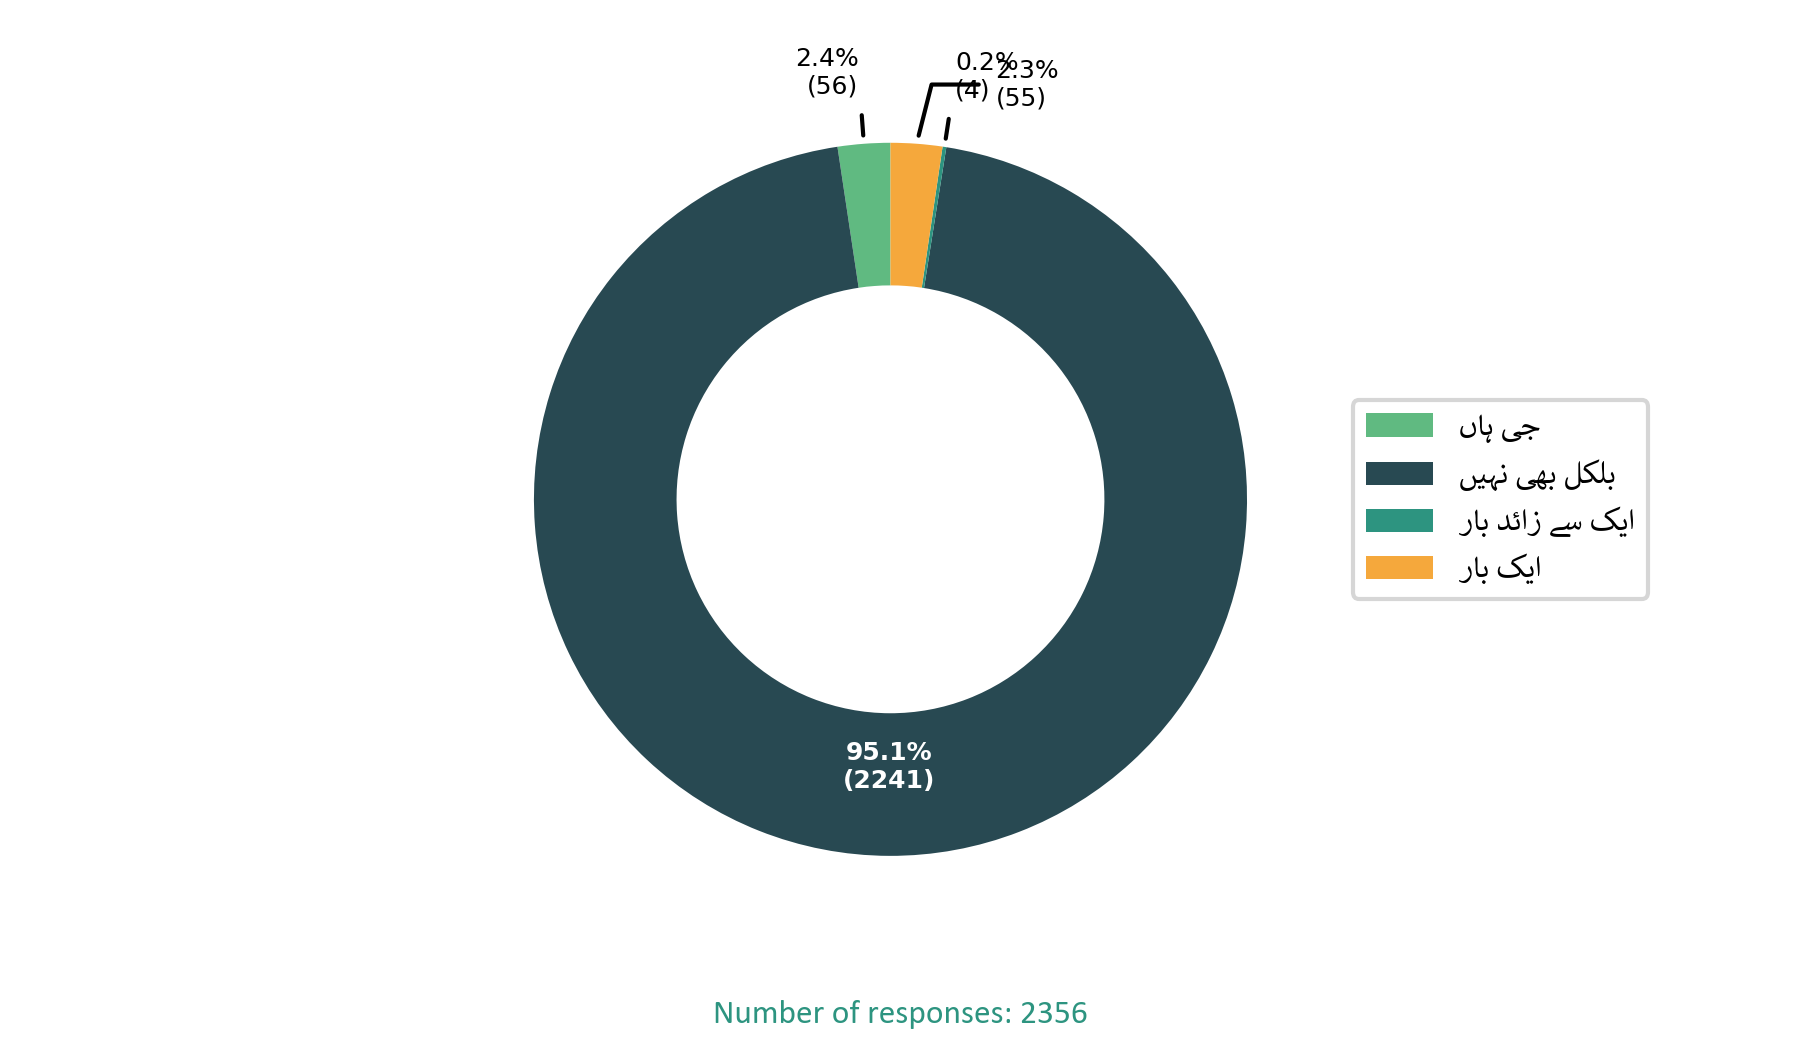 2.4%
(56)
0.2%
(4)
2.3%
(55)
95.1%
(2241)
جی ہاں
بلکل بھی نہیں
ایک سے زائد بار
ایک بار
Number of responses: 2356